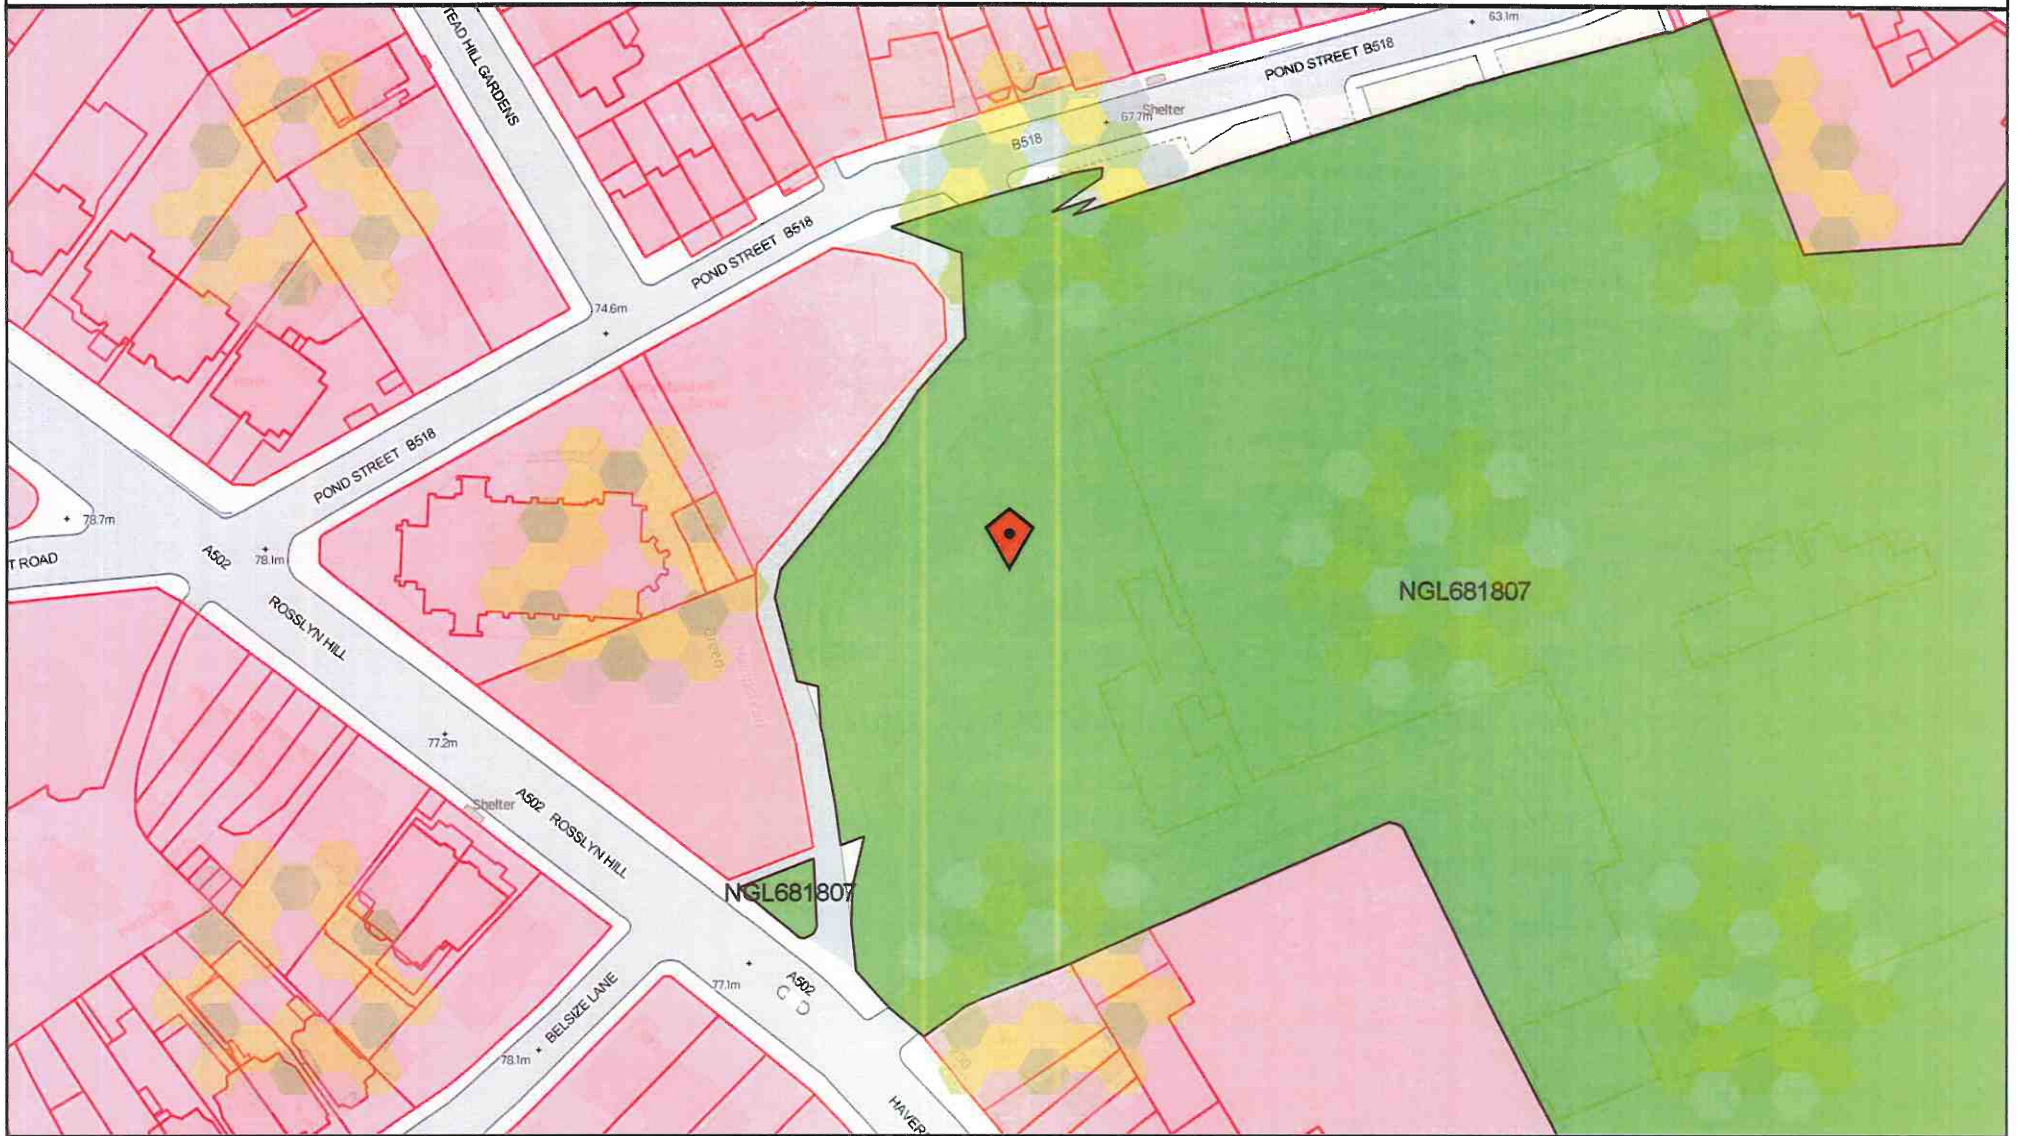 63.1m
POND STREET B518
TEAD HILL GARDENS
Shelter
67.7m
B518
POND STREET B518
74.6m
POND STREET B518
78.7m
A502
78.1m
T ROAD
NGL681807
ROSSLYN HILL
Green
77.2m
Shelter
A502 ROSSLYN HILL
NGL681807
77.1m
A502
BELSIZE LANE
78.1m
230
HAVER